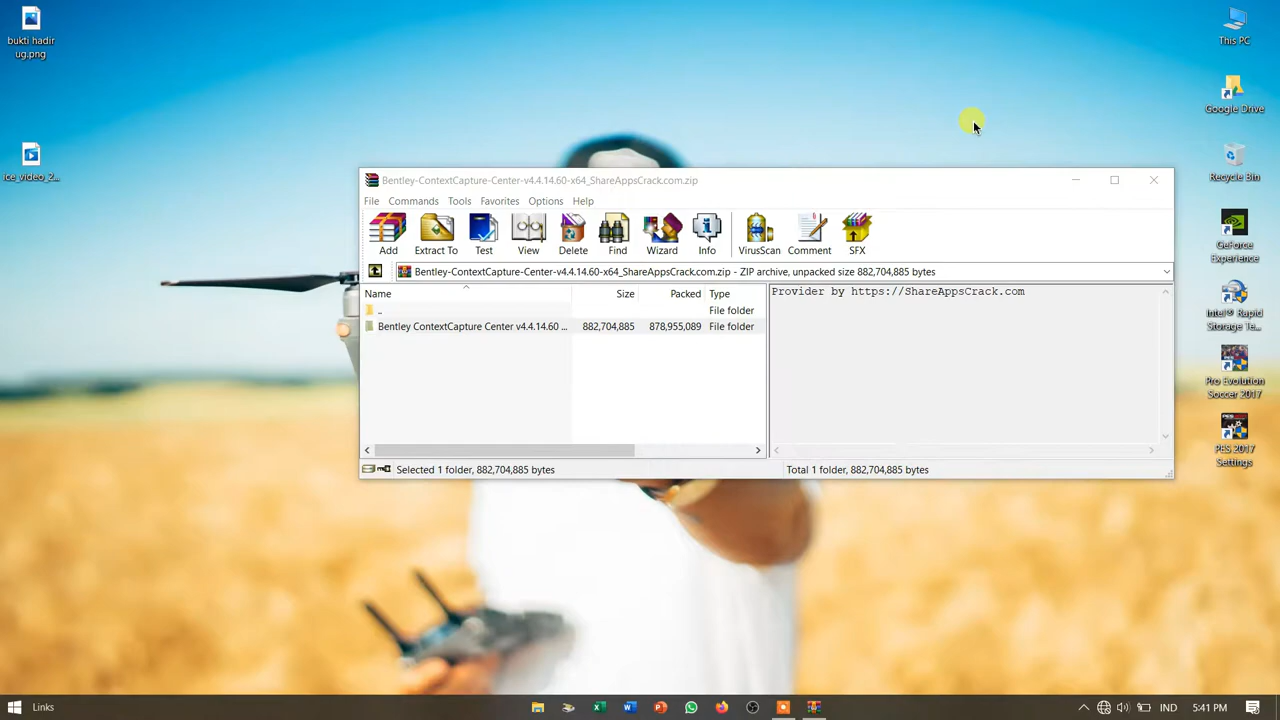 bukti hadir
ug.png
ice_video_2...
This PC
Google Drive
Recycle Bin
GeForce
Experience
Intel® Rapid
Storage Te...
Pro Evolution
Soccer 2017
PES 2017
Settings
Bentley-ContextCapture-Center-v4.4.14.60-x64_ShareAppsCrack.com.zip
File Commands Tools Favorites Options Help
Add Extract To Test View Delete Find Wizard Info VirusScan Comment SFX
Bentley-ContextCapture-Center-v4.4.14.60-x64_ShareAppsCrack.com.zip - ZIP archive, unpacked size 882,704,885 bytes
Name Size Packed Type
.. File folder
Bentley ContextCapture Center v4.4.14.60 ... 882,704,885 878,955,089 File folder
Provider by https://ShareAppsCrack.com
Selected 1 folder, 882,704,885 bytes
Total 1 folder, 882,704,885 bytes
Links
IND 5:41 PM